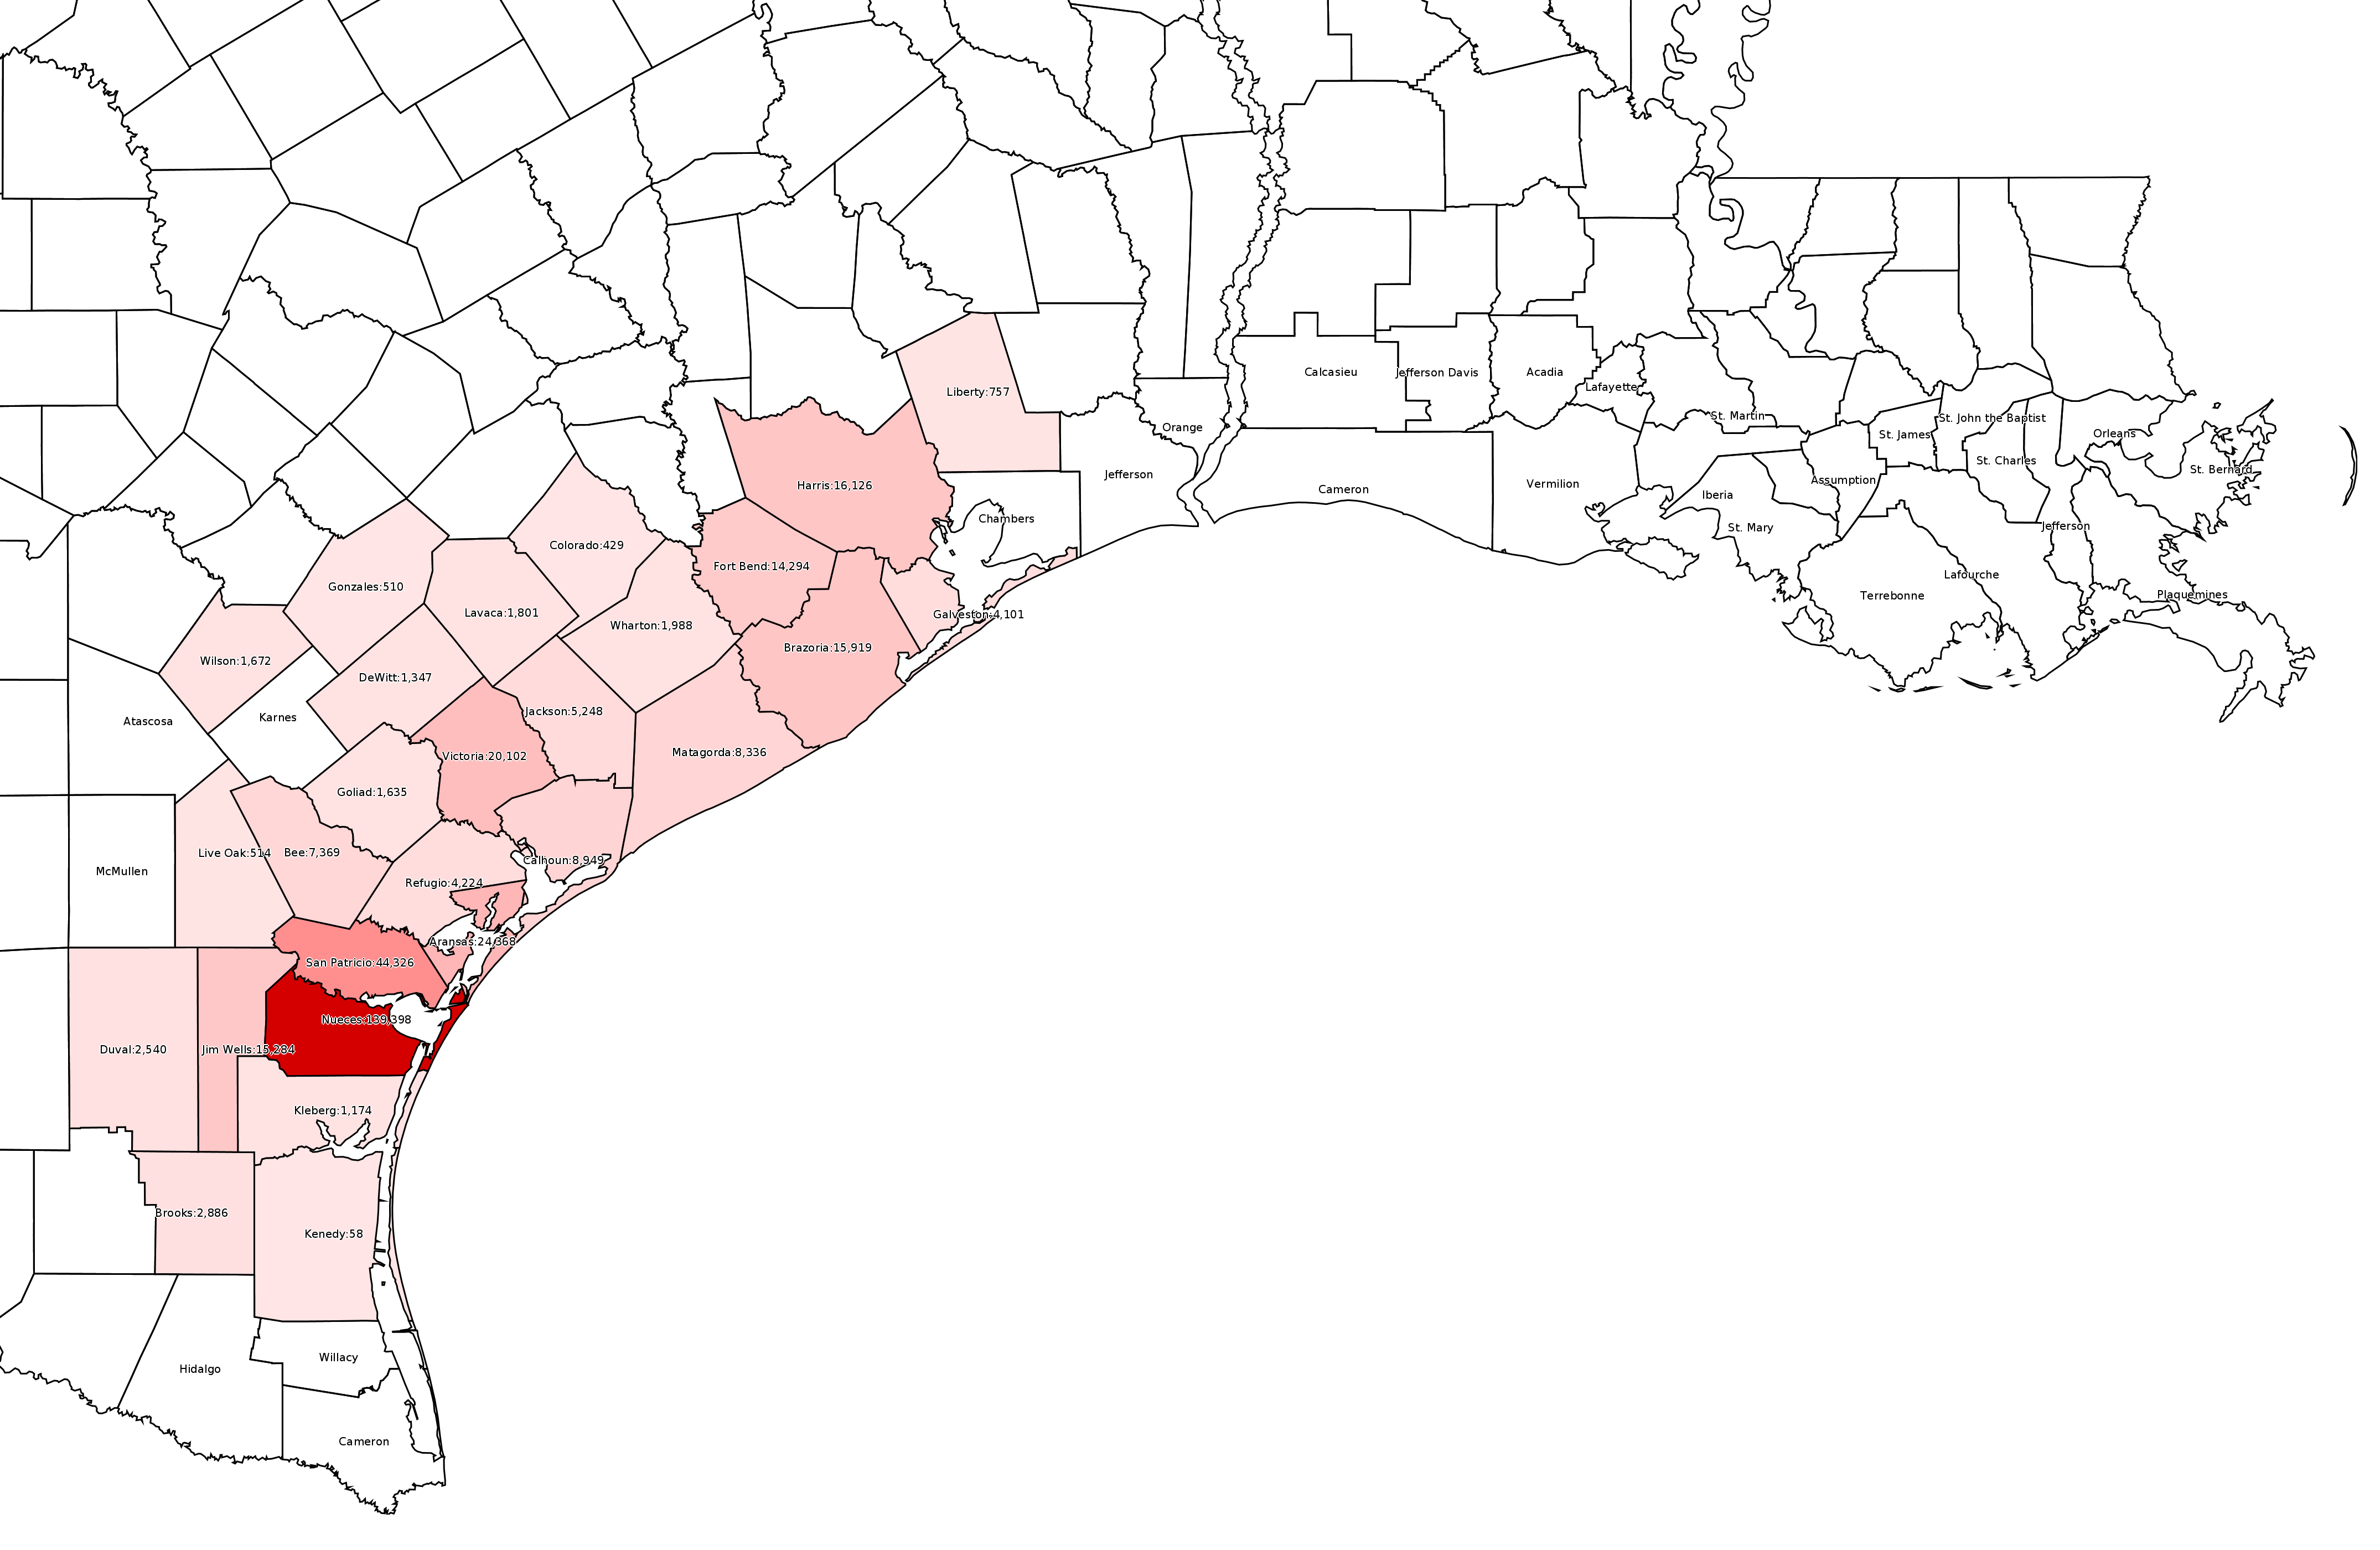 Calcasieu
Jefferson Davis
Acadia
Lafayette
Liberty:757
St. Martin
St. John the Baptist
Orange
St. James
Orleans
St. Charles
St. Bernard
Jefferson
Assumption
Harris:16,126
Cameron
Vermilion
Iberia
Chambers
St. Mary
Jefferson
Colorado:429
Fort Bend:14,294
Lafourche
Gonzales:510
Terrebonne
Plaquemines
Lavaca:1,801
Galveston:4,101
Wharton:1,988
Brazoria:15,919
Wilson:1,672
DeWitt:1,347
Jackson:5,248
Karnes
Atascosa
Matagorda:8,336
Victoria:20,102
Goliad:1,635
Live Oak:514
Bee:7,369
Calhoun:8,949
McMullen
Refugio:4,224
Aransas:24,368
San Patricio:44,326
Nueces:139,398
Duval:2,540
Jim Wells:15,284
Kleberg:1,174
Brooks:2,886
Kenedy:58
Willacy
Hidalgo
Cameron